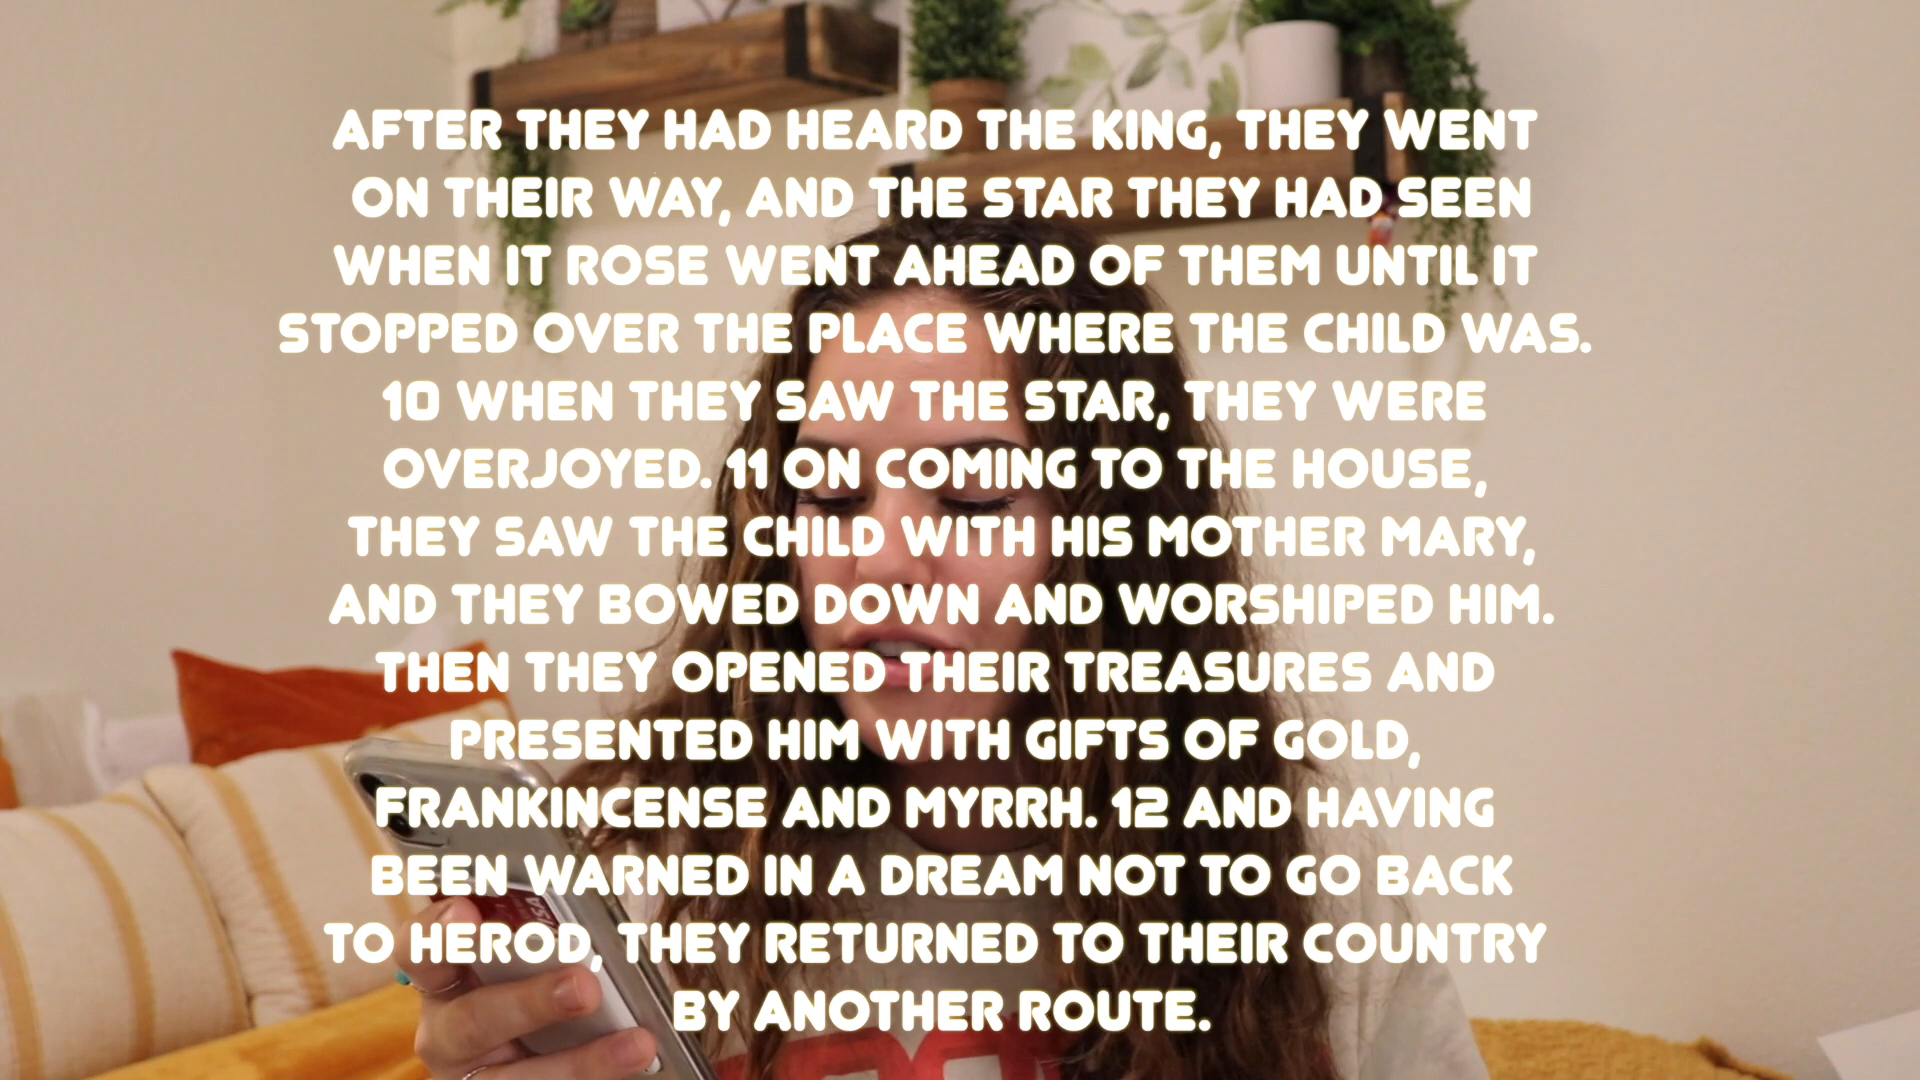 AFTER THEY HAD HEARD THE KING, THEY WENT
ON THEIR WAY, AND THE STAR THEY HAD SEEN
WHEN IT ROSE WENT AHEAD OF THEM UNTIL IT
STOPPED OVER THE PLACE WHERE THE CHILD WAS.
10 WHEN THEY SAW THE STAR, THEY WERE
OVERJOYED. 11 ON COMING TO THE HOUSE,
THEY SAW THE CHILD WITH HIS MOTHER MARY,
AND THEY BOWED DOWN AND WORSHIPED HIM.
THEN THEY OPENED THEIR TREASURES AND
PRESENTED HIM WITH GIFTS OF GOLD,
FRANKINCENSE AND MYRRH. 12 AND HAVING
BEEN WARNED IN A DREAM NOT TO GO BACK
TO HEROD, THEY RETURNED TO THEIR COUNTRY
BY ANOTHER ROUTE.
VISA